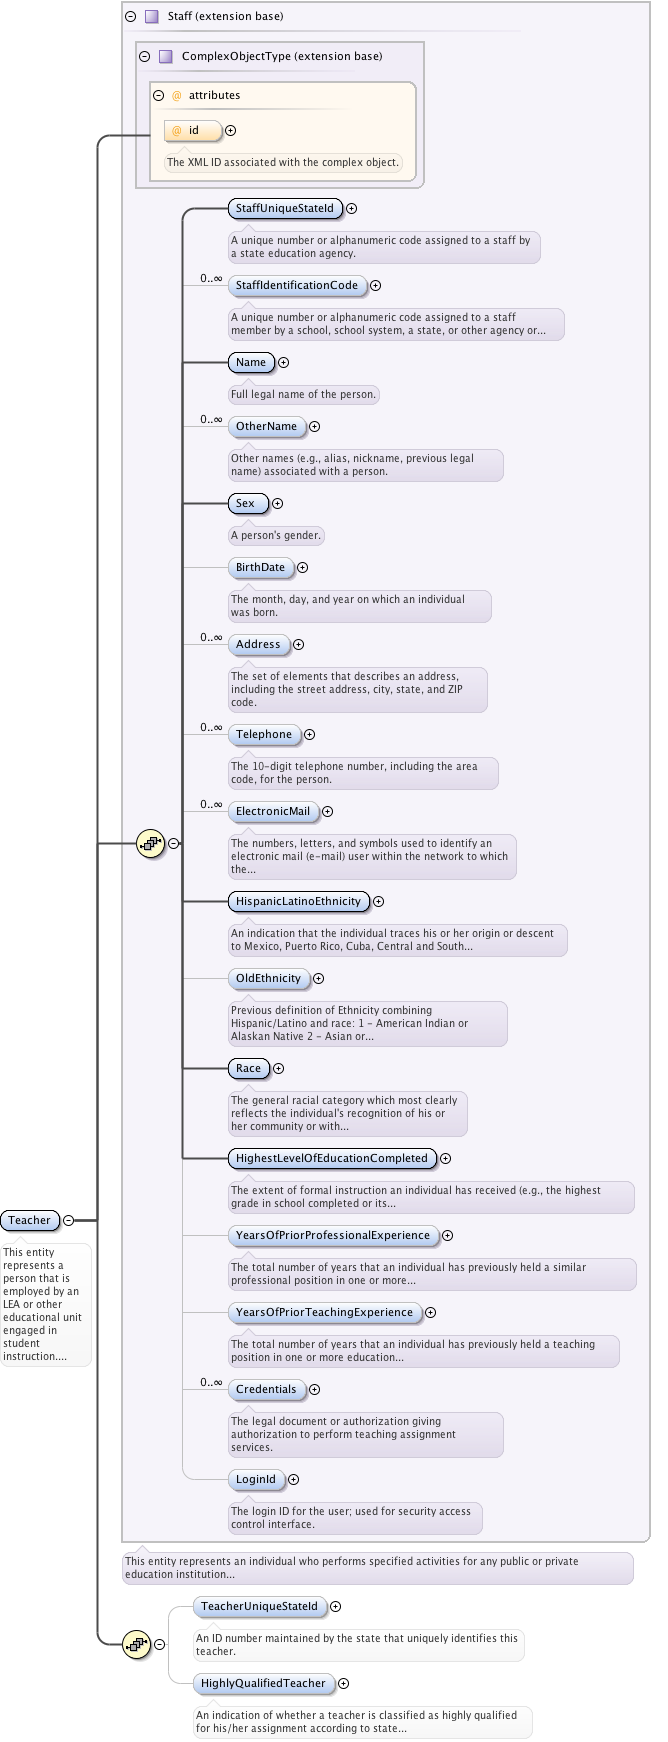 Staff (extension base)
ComplexObjectType (extension base)
@ attributes
@ id
The XML ID associated with the complex object.
StaffUniqueStateId
A unique number or alphanumeric code assigned to a staff by
a state education agency.
0..∞
StaffIdentificationCode
A unique number or alphanumeric code assigned to a staff
member by a school, school system, a state, or other agency or...
Name
Full legal name of the person.
0..∞
OtherName
Other names (e.g., alias, nickname, previous legal
name) associated with a person.
Sex
A person's gender.
BirthDate
The month, day, and year on which an individual
was born.
0..∞
Address
The set of elements that describes an address,
including the street address, city, state, and ZIP
code.
0..∞
Telephone
The 10-digit telephone number, including the area
code, for the person.
0..∞
ElectronicMail
The numbers, letters, and symbols used to identify an
electronic mail (e-mail) user within the network to which
the...
HispanicLatinoEthnicity
An indication that the individual traces his or her origin or descent
to Mexico, Puerto Rico, Cuba, Central and South...
OldEthnicity
Previous definition of Ethnicity combining
Hispanic/Latino and race: 1 - American Indian or
Alaskan Native 2 - Asian or...
Race
The general racial category which most clearly
reflects the individual's recognition of his or
her community or with...
HighestLevelOfEducationCompleted
The extent of formal instruction an individual has received (e.g., the highest
grade in school completed or its...
YearsOfPriorProfessionalExperience
The total number of years that an individual has previously held a similar
professional position in one or more...
YearsOfPriorTeachingExperience
The total number of years that an individual has previously held a teaching
position in one or more education...
0..∞
Credentials
The legal document or authorization giving
authorization to perform teaching assignment
services.
LoginId
The login ID for the user; used for security access
control interface.
This entity represents an individual who performs specified activities for any public or private
education institution...
Teacher
This entity
represents a
person that is
employed by an
LEA or other
educational unit
engaged in
student
instruction....
TeacherUniqueStateId
An ID number maintained by the state that uniquely identifies this
teacher.
HighlyQualifiedTeacher
An indication of whether a teacher is classified as highly qualified
for his/her assignment according to state...